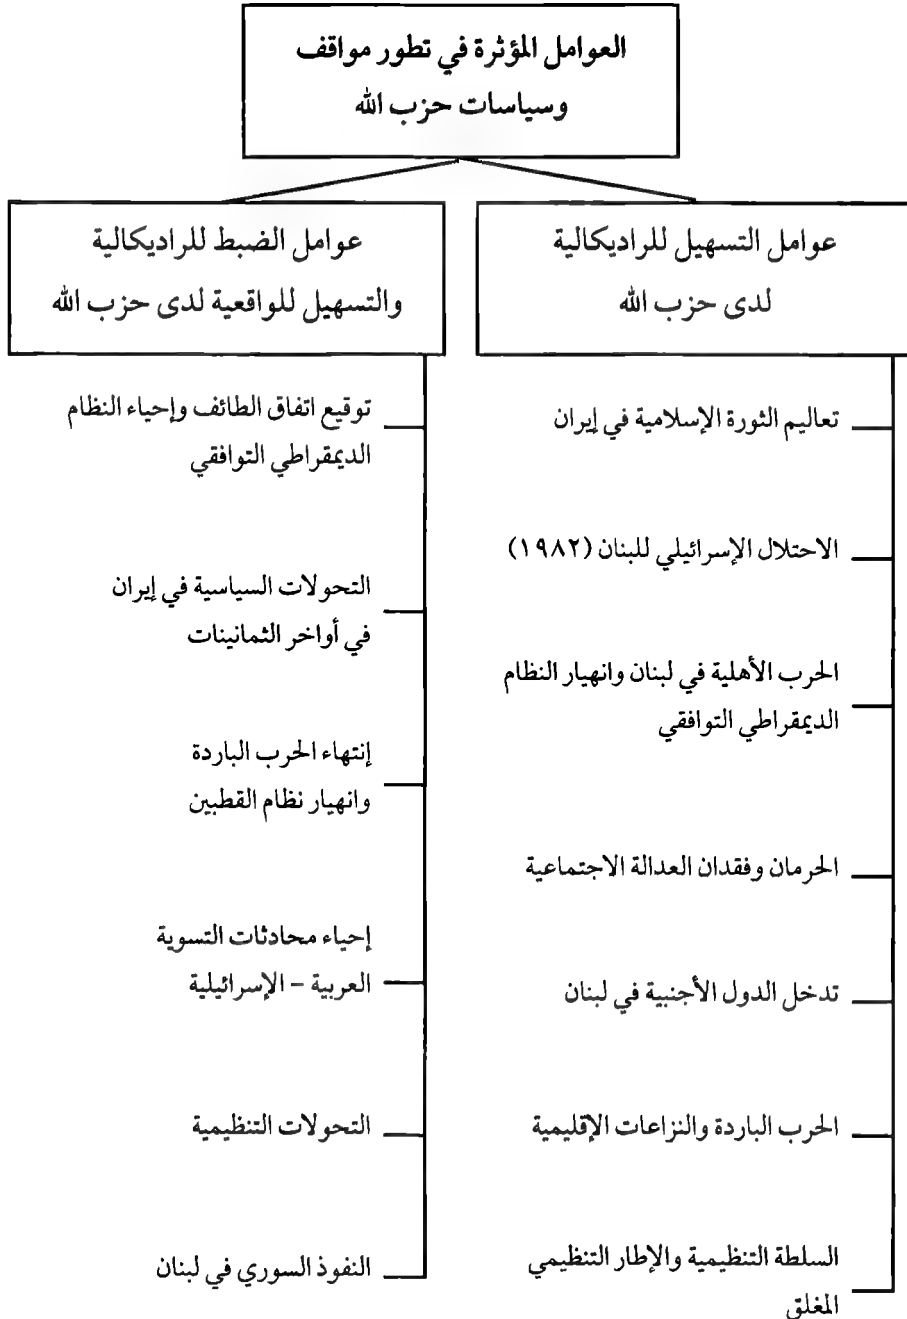 العوامل المؤثرة في تطور مواقف
وسياسات حزب الله
عوامل التسهيل للراديكالية
لدى حزب الله
تعاليم الثورة الإسلامية في إيران
الاحتلال الإسرائيلي للبنان (١٩٨٢)
الحرب الأهلية في لبنان وانهيار النظام
الديمقراطي التوافقي
الحرمان وفقدان العدالة الاجتماعية
تدخل الدول الأجنبية في لبنان
الحرب الباردة والنزاعات الإقليمية
السلطة التنظيمية والإطار التنظيمي
المغلق
عوامل الضبط للراديكالية
والتسهيل للواقعية لدى حزب الله
توقيع اتفاق الطائف وإحياء النظام
الديمقراطي التوافقي
التحولات السياسية في إيران
في أواخر الثمانينات
إنتهاء الحرب الباردة
وانهيار نظام القطبين
إحياء محادثات التسوية
العربية – الإسرائيلية
التحولات التنظيمية
النفوذ السوري في لبنان